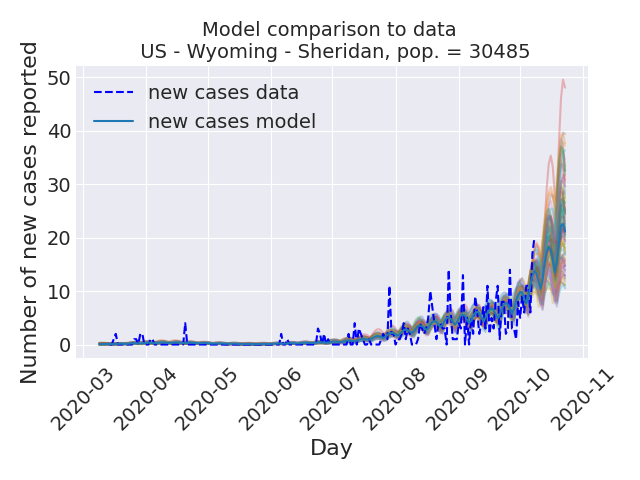 Model comparison to data
US - Wyoming - Sheridan, pop. = 30485
Number of new cases reported
50
40
30
20
10
0
new cases data
new cases model
2020-03
2020-04
2020-05
2020-06
2020-07
2020-08
2020-09
2020-10
2020-11
Day